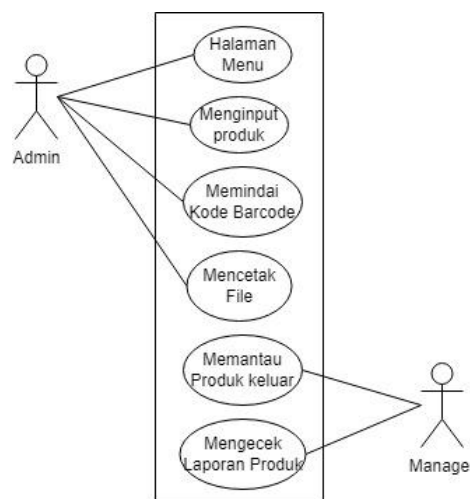 Halaman
Menu
Admin
Menginput
produk
Memindai
Kode Barcode
Mencetak
File
Memantau
Produk keluar
Mengecek
Laporan Produk
Manage